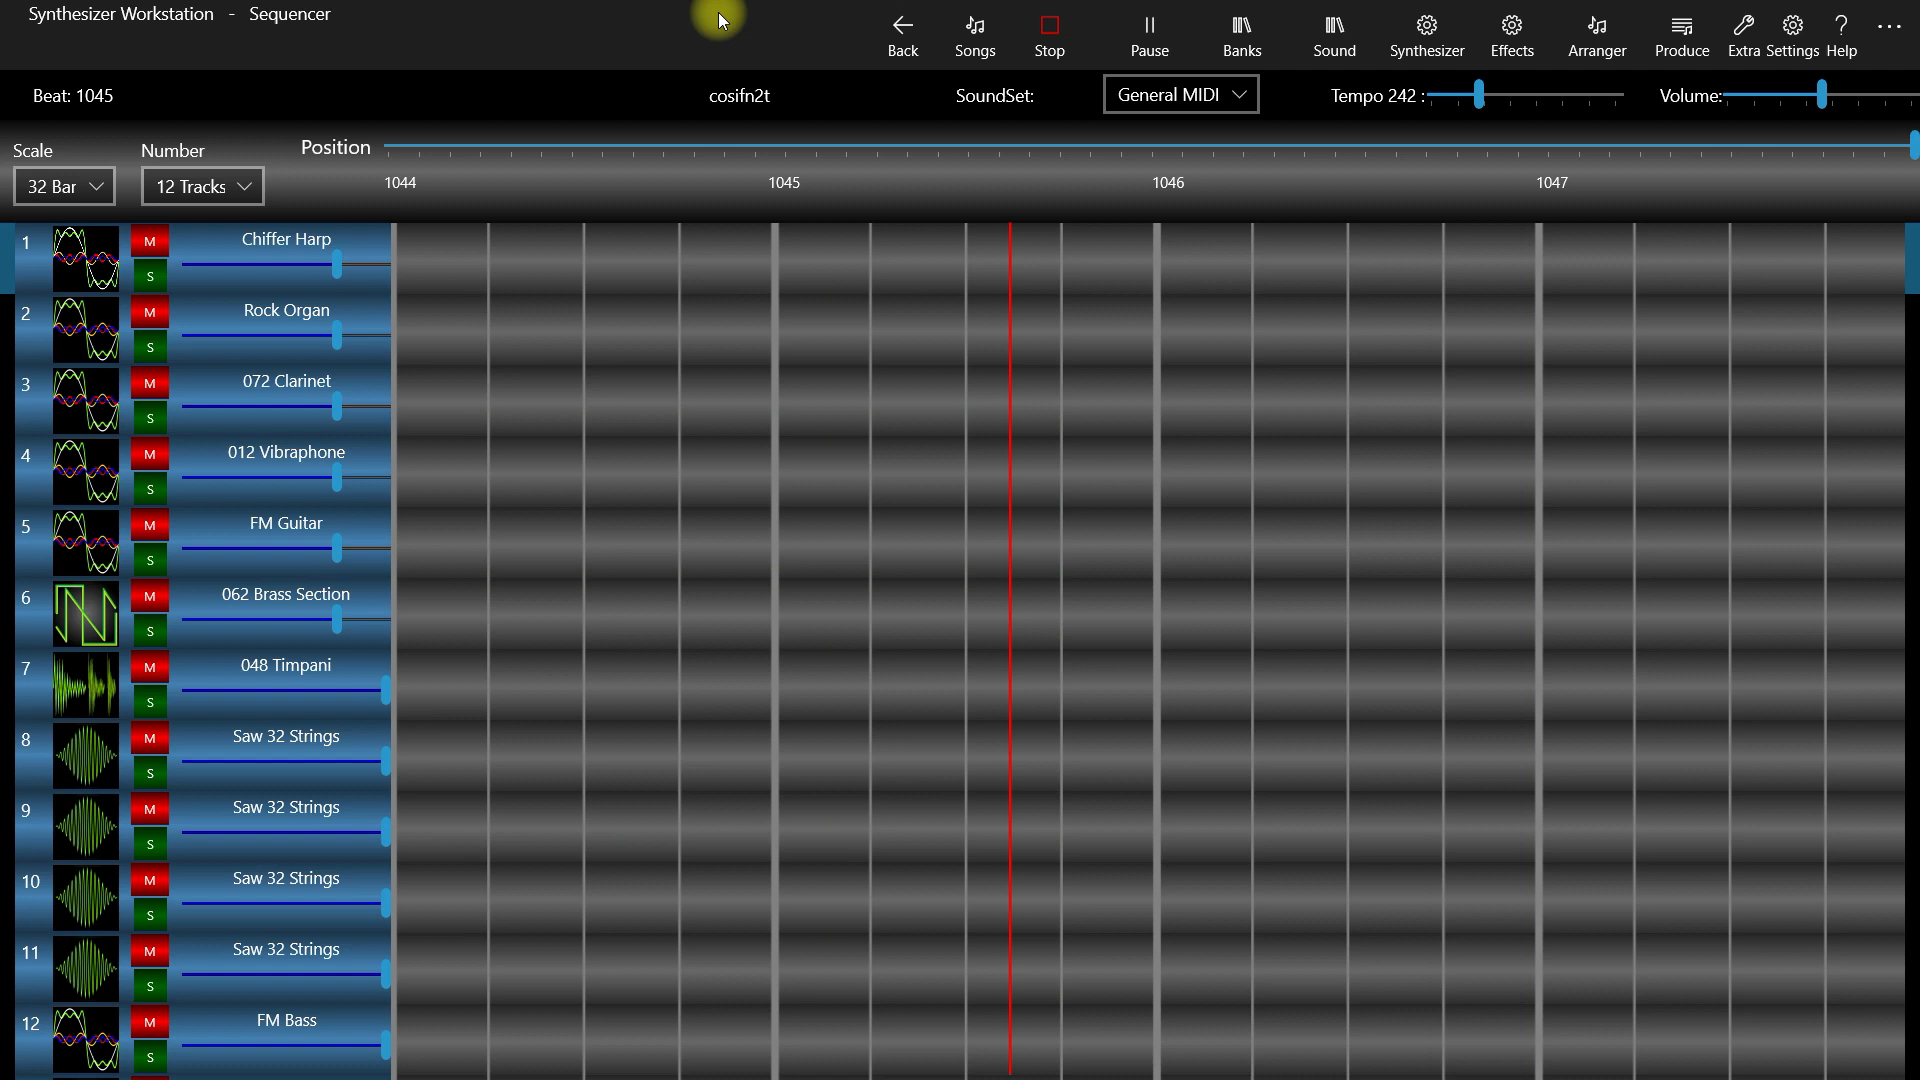 Synthesizer Workstation - Sequencer
Back
Songs
Stop
Pause
Banks
Sound
Synthesizer
Effects
Arranger
Produce
Extra
Settings
Help
Beat: 1045
cosifn2t
SoundSet:
General MIDI
Tempo 242 :
Volume:
Scale
Number
Position
32 Bar
12 Tracks
1044
1045
1046
1047
1
M
Chiffer Harp
S
2
M
Rock Organ
S
3
M
072 Clarinet
S
4
M
012 Vibraphone
S
5
M
FM Guitar
S
6
M
062 Brass Section
S
7
M
048 Timpani
S
8
M
Saw 32 Strings
S
9
M
Saw 32 Strings
S
10
M
Saw 32 Strings
S
11
M
Saw 32 Strings
S
12
M
FM Bass
S